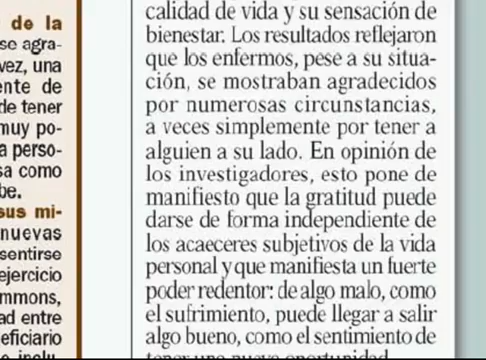 de la
se agra-
vez, una
ente de
de tener
muy po-
a perso-
sa como
be.
sus mi-
nuevas
sentirse
ejercicio
mmons,
ad entre
eficiario
calidad de vida y su sensación de
bienestar. Los resultados reflejaron
que los enfermos, pese a su situa-
ción, se mostraban agradecidos
por numerosas circunstancias,
a veces simplemente por tener a
alguien a su lado. En opinión de
los investigadores, esto pone de
manifiesto que la gratitud puede
darse de forma independiente de
los acaeceres subjetivos de la vida
personal y que manifiesta un fuerte
poder redentor: de algo malo, como
el sufrimiento, puede llegar a salir
algo bueno, como el sentimiento de
tener una nueva oportunidad